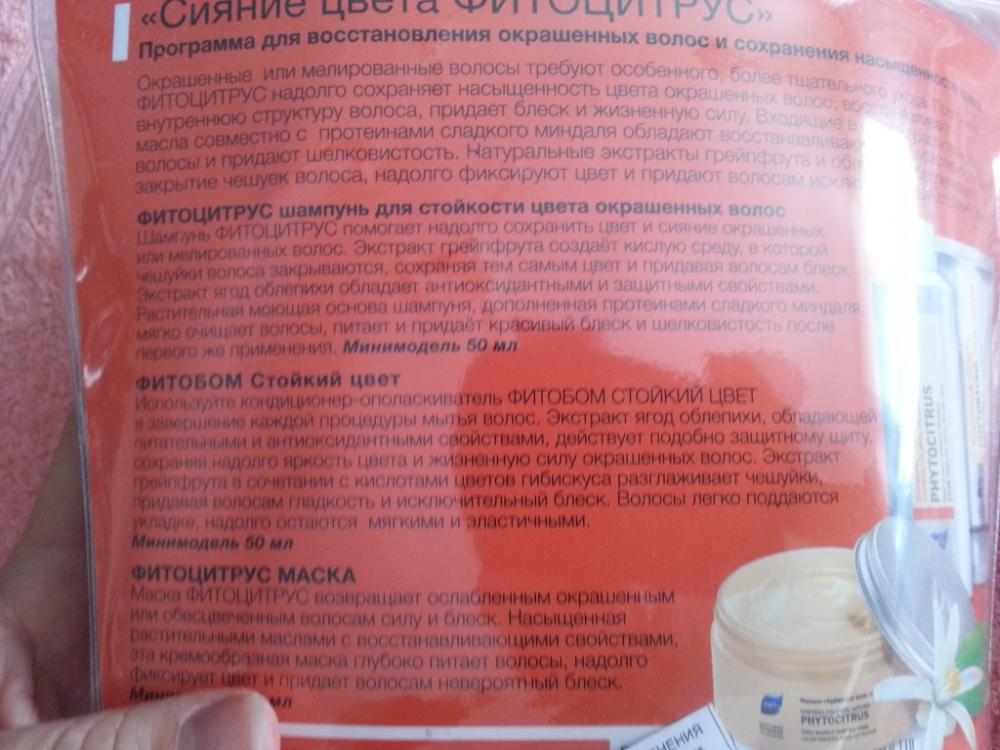 «Сияние цвета ФИТОЦИТРУС»
Программа для восстановления окрашенных волос и сохранения насыщенности
Окрашенные или мелированные волосы требуют особенного, более тщательного ухода.
ФИТОЦИТРУС надолго сохраняет насыщенность цвета окрашенных волос,
внутреннюю структуру волоса, придает блеск и жизненную силу. Входящие в
масла совместно с протеинами сладкого миндаля обладают
волосы и придают шелковистость. Натуральные экстракты грейпфрута и
закрытие чешуек волоса, надолго фиксируют цвет и придают волосам
ФИТОЦИТРУС шампунь для стойкости цвета окрашенных волос
Шампунь ФИТОЦИТРУС помогает надолго сохранить цвет и сияние окрашенных
или мелированных волос. Экстракт грейпфрута создаёт кислую среду, в которой
чешуйки волоса закрываются, сохраняя тем самым цвет и придавая волосам блеск.
Экстракт ягод облепихи обладает антиоксидантными и защитными свойствами.
Растительная моющая основа шампуня, дополненная протеинами сладкого миндаля,
мягко очищает волосы, питает и придаёт красивый блеск и шелковистость после
первого же применения. Минимодель 50 мл
ФИТОБОМ Стойкий цвет
Используйте кондиционер-ополаскиватель ФИТОБОМ СТОЙКИЙ ЦВЕТ
в завершение каждой процедуры мытья волос. Экстракт ягод облепихи, обладающей
питательными и антиоксидантными свойствами, действует подобно защитному щиту,
сохраняя надолго яркость цвета и жизненную силу окрашенных волос. Экстракт
грейпфрута в сочетании с кислотами цветов гибискуса разглаживает чешуйки,
придавая волосам гладкость и исключительный блеск. Волосы легко поддаются
укладке, надолго остаются мягкими и эластичными.
Минимодель 50 мл
ФИТОЦИТРУС МАСКА
Маска ФИТОЦИТРУС возвращает ослабленным окрашенным
или обесцвеченным волосам силу и блеск. Насыщенная
растительными маслами с восстанавливающими свойствами,
эта кремообразная маска глубоко питает волосы, надолго
фиксирует цвет и придает волосам невероятный блеск.
мл
PHYTOCITRUS
PHYTOCITRUS